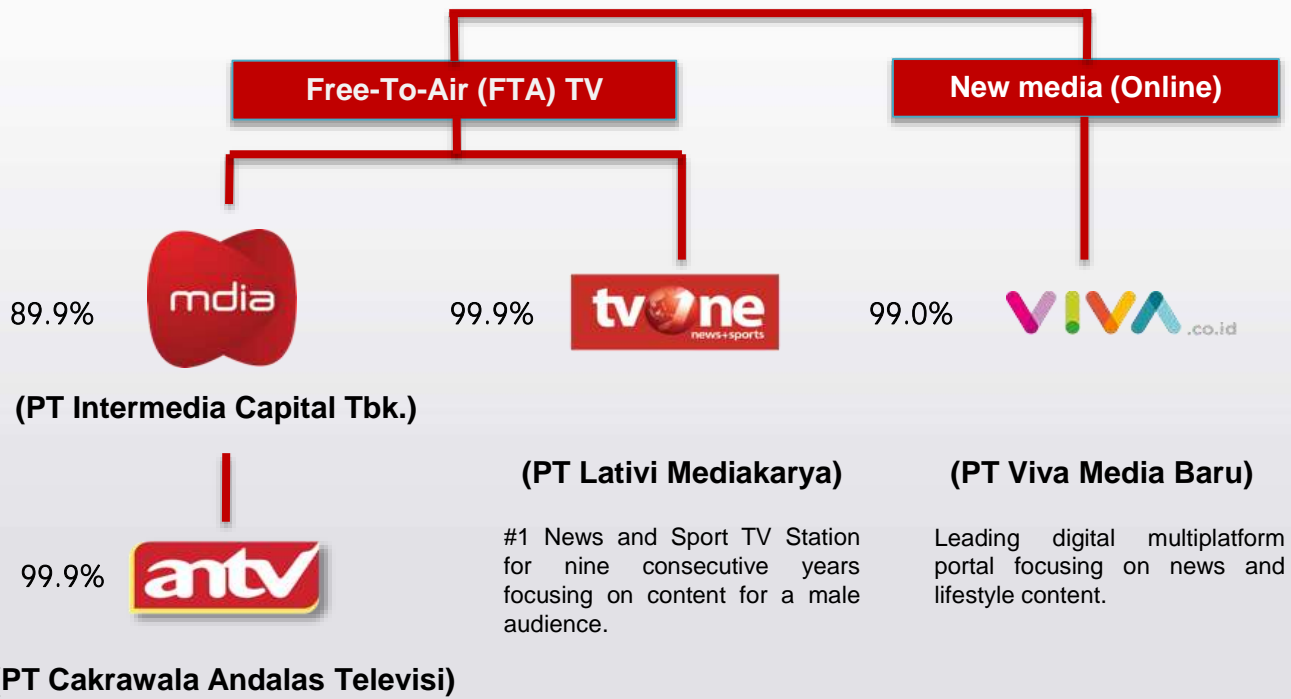 Free-To-Air (FTA) TV
New media (Online)
mdia
89.9%
99.9%
tvOne
news+sports
99.0%
VIVA
.co.id
(PT Intermedia Capital Tbk.)
(PT Lativi Mediakarya)
(PT Viva Media Baru)
#1 News and Sport TV Station
for nine consecutive years
focusing on content for a male
audience.
Leading digital multiplatform
portal focusing on news and
lifestyle content.
99.9%
antv
PT Cakrawala Andalas Televisi)